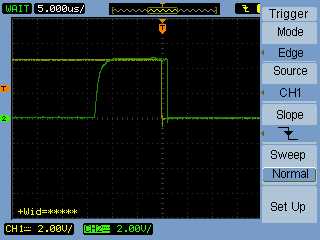 WAIT 5.000us/
Trigger
Mode
Edge
Source
CH1
Slope
Sweep
Normal
Set Up
T
T
2
+Wid=*****
CH1 2.00V/ CH2 2.00V/